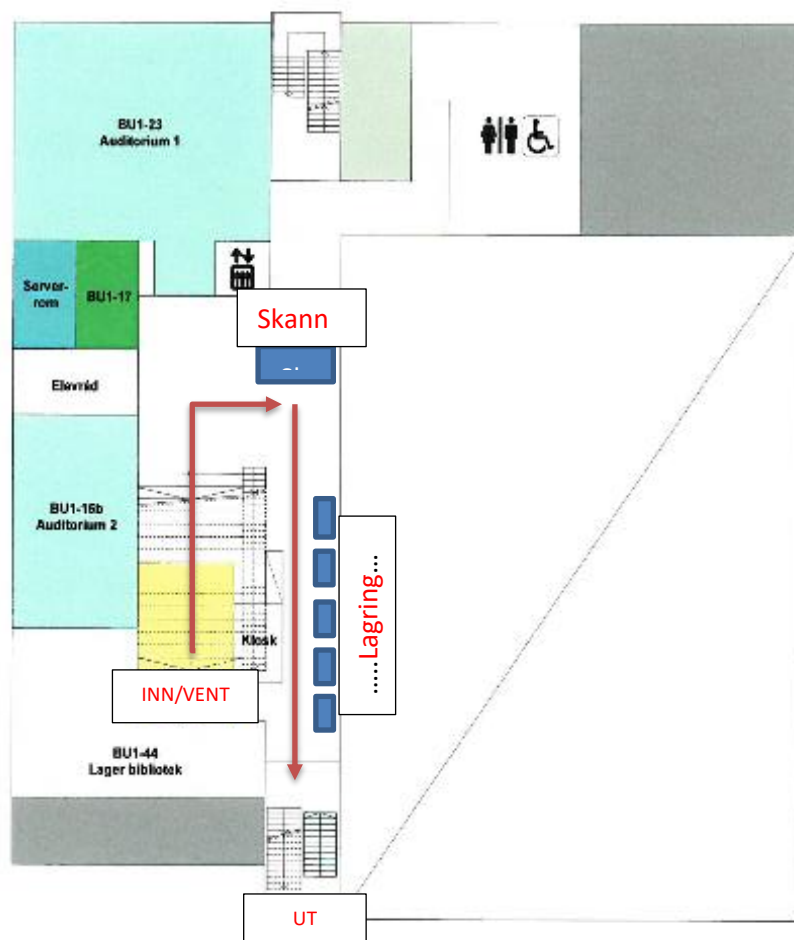 BU1-23
Auditorium 1
Server-
rom
BU1-17
Skann
Elevråd
BU1-16b
Auditorium 2
.....Lagring...
Kiosk
INN/VENT
BU1-44
Lager bibliotek
UT